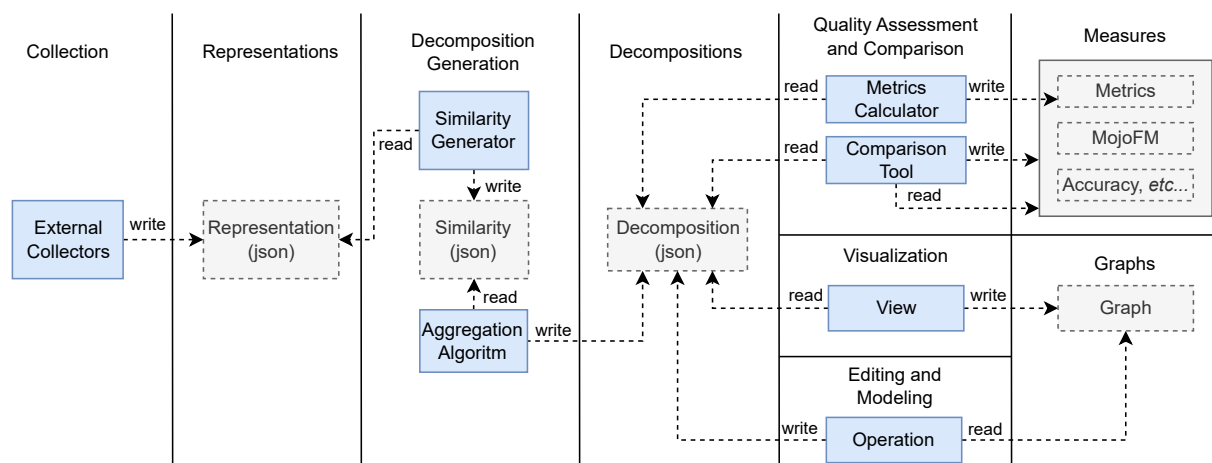 Collection
Representations
Decomposition
Generation
Decompositions
Quality Assessment
and Comparison
Measures
External
Collectors
write
Representation
(json)
read
Similarity
Generator
write
Similarity
(json)
read
Aggregation
Algoritm
write
Decomposition
(json)
read
Metrics
Calculator
write
read
Comparison
Tool
write
read
Metrics
MojoFM
Accuracy, etc...
Visualization
Graphs
read
View
write
Graph
Editing and
Modeling
write
Operation
read